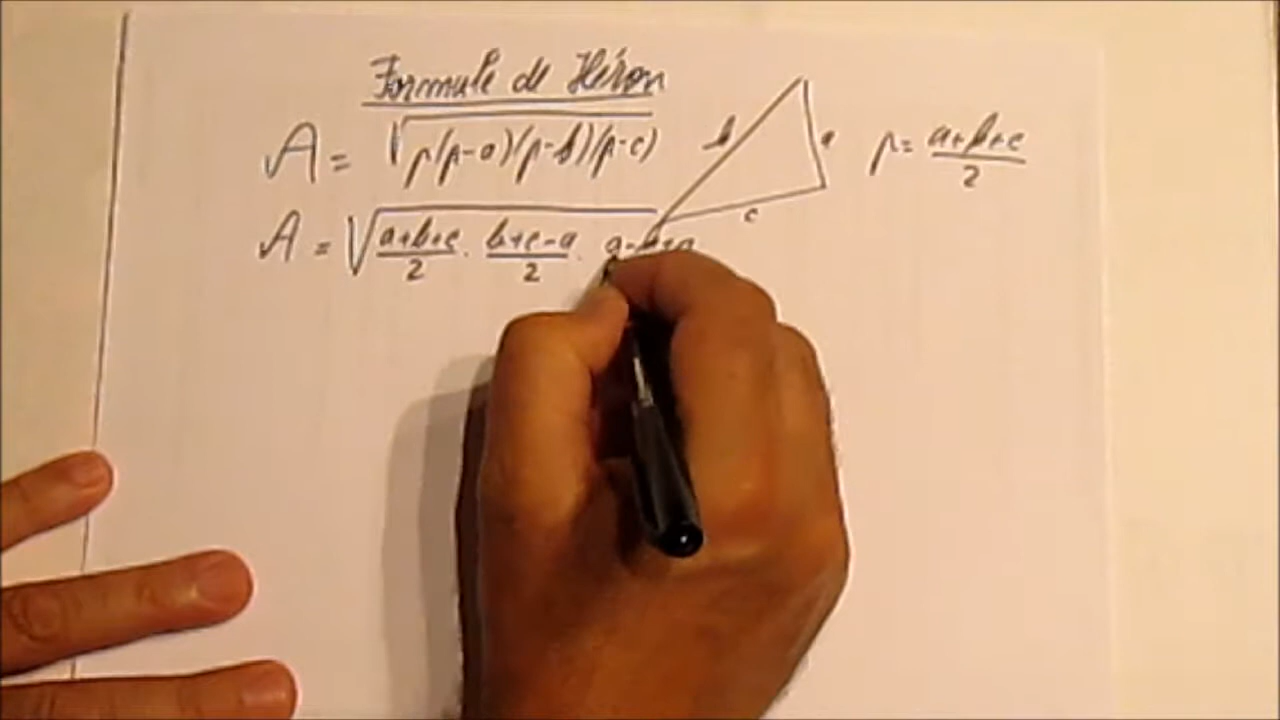 Formule de Héron
A = √p(p-a)(p-b)(p-c)
b
a
c
p = a+b+c / 2
A = √a+b+c / 2 . b+c-a / 2 .